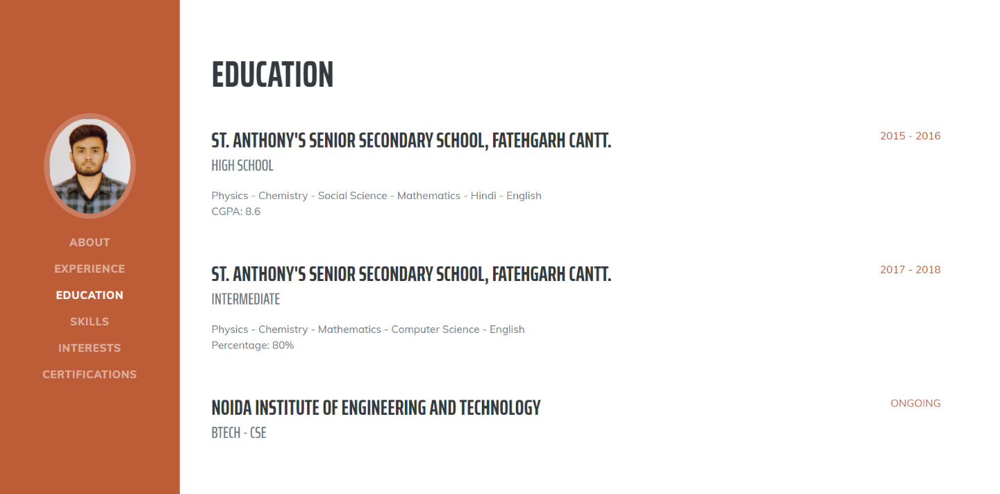 ABOUT
EXPERIENCE
EDUCATION
SKILLS
INTERESTS
CERTIFICATIONS
EDUCATION
ST. ANTHONY'S SENIOR SECONDARY SCHOOL, FATEHGARH CANTT.
2015 - 2016
HIGH SCHOOL
Physics - Chemistry - Social Science - Mathematics - Hindi - English
CGPA: 8.6
ST. ANTHONY'S SENIOR SECONDARY SCHOOL, FATEHGARH CANTT.
2017 - 2018
INTERMEDIATE
Physics - Chemistry - Mathematics - Computer Science - English
Percentage: 80%
NOIDA INSTITUTE OF ENGINEERING AND TECHNOLOGY
ONGOING
BTECH - CSE